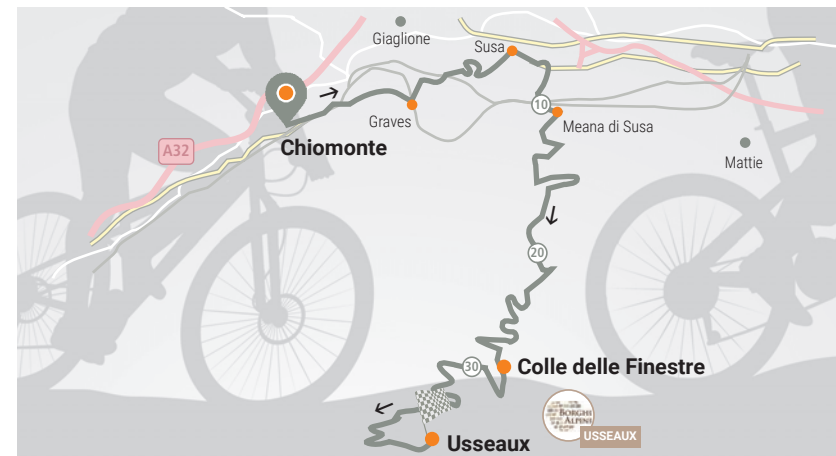 Giaglione
Susa
A32
Graves
10
Meana di Susa
Chiomonte
Mattie
20
30
Colle delle Finestre
BORGHI
ALPINI
USSEAUX
Usseaux